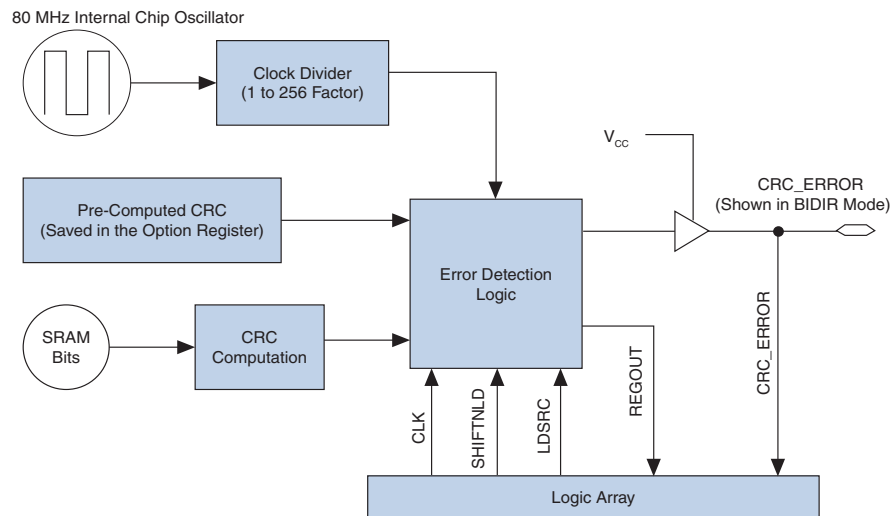 80 MHz Internal Chip Oscillator
Clock Divider
(1 to 256 Factor)
V_CC
CRC_ERROR
(Shown in BIDIR Mode)
Pre-Computed CRC
(Saved in the Option Register)
Error Detection
Logic
SRAM
Bits
CRC
Computation
CLK
SHIFTNLD
LDSRC
REGOUT
CRC_ERROR
Logic Array